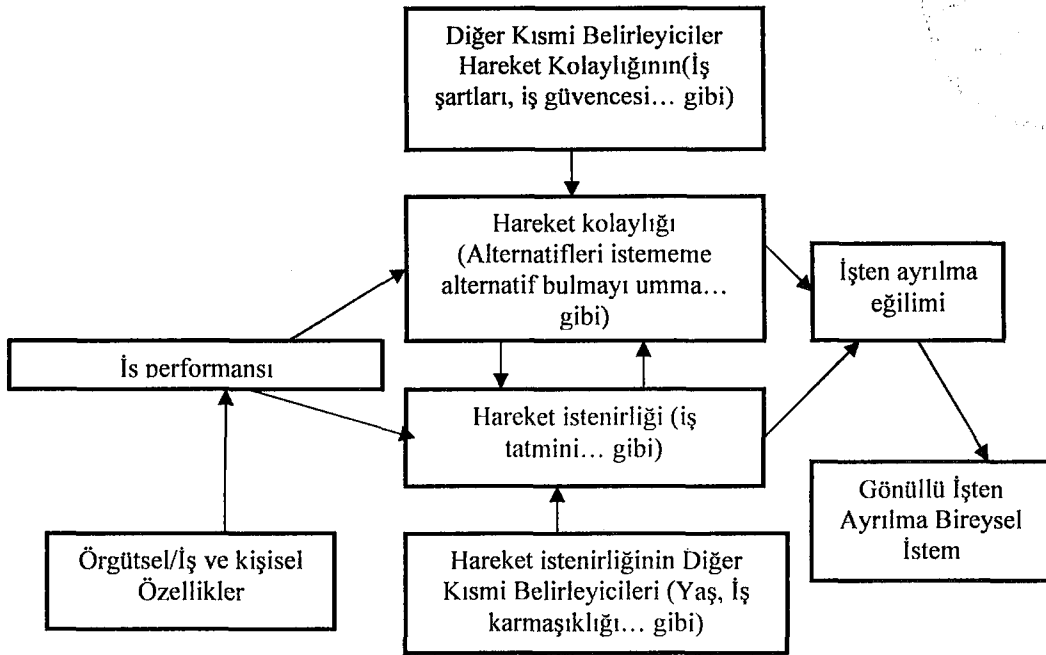 Diğer Kısmi Belirleyiciler
Hareket Kolaylığının(İş
şartları, iş güvencesi… gibi)
Hareket kolaylığı
(Alternatifleri istememe
alternatif bulmayı umma…
gibi)
İşten ayrılma
eğilimi
İş performansı
Hareket istenirliği (iş
tatmini… gibi)
Gönüllü İşten
Ayrılma Bireysel
İstem
Örgütsel/İş ve kişisel
Özellikler
Hareket istenirliğinin Diğer
Kısmi Belirleyicileri (Yaş, İş
karmaşıklığı… gibi)